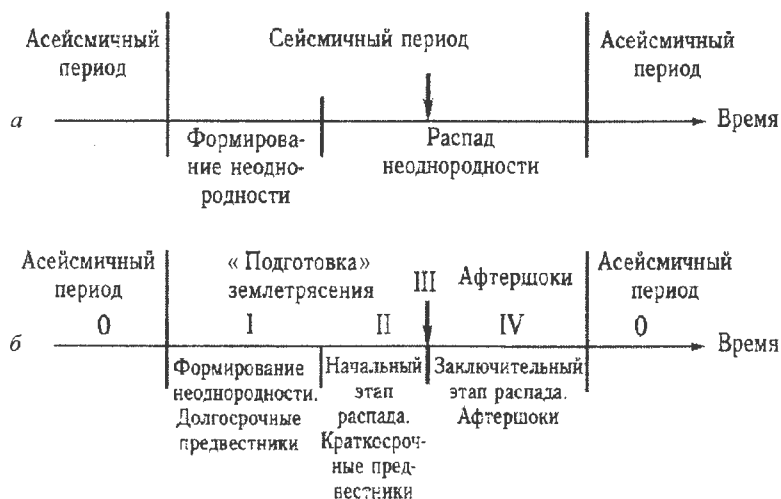 Асейсмичный
период
Сейсмичный период
Асейсмичный
период
а
Время
Формирова-
ние неодно-
родности
Распад
неоднородности
Асейсмичный
период
0
« Подготовка»
землетрясения
I
II
III
Афтершоки
IV
Асейсмичный
период
0
б
Время
Формирование
неоднородности.
Долгосрочные
предвестники
Начальный
этап
распада.
Краткосроч-
ные пред-
вестники
Заключительный
этап распада.
Афтершоки